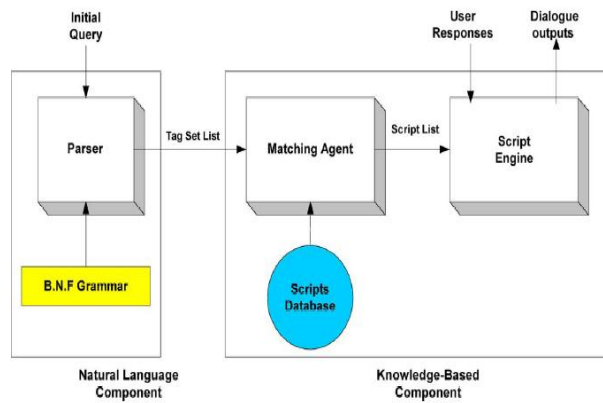 Initial
Query
User
Responses
Dialogue
outputs
Parser
Tag Set List
Matching Agent
Script List
Script
Engine
B.N.F Grammar
Scripts
Database
Natural Language
Component
Knowledge-Based
Component